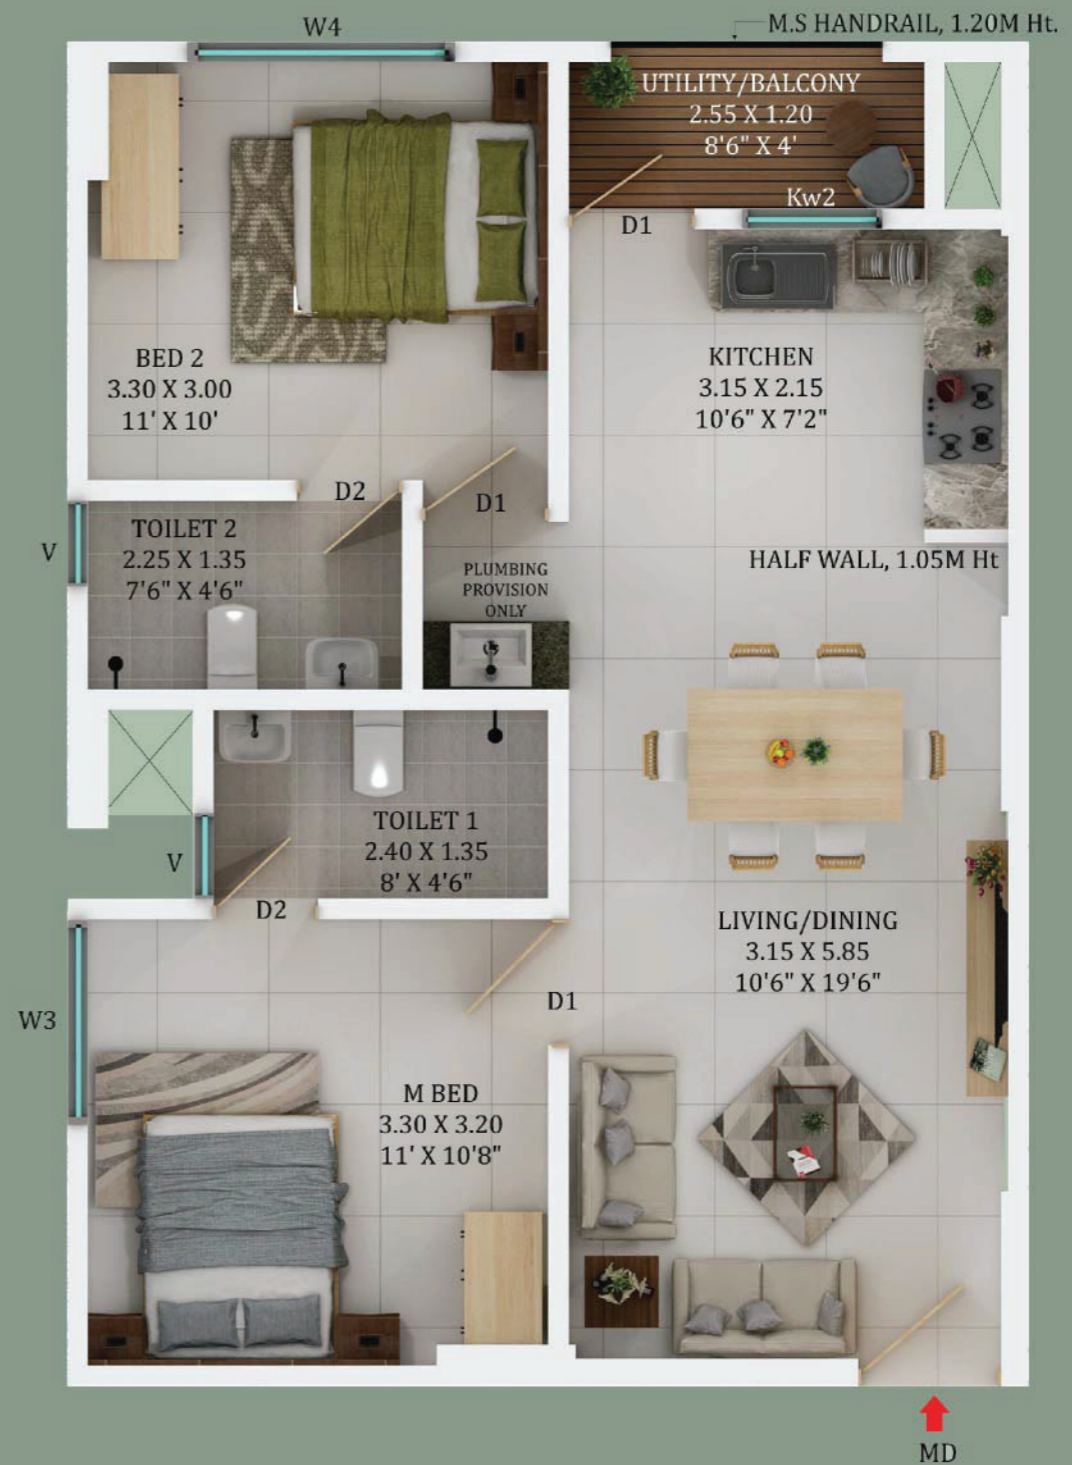 W4
M.S HANDRAIL, 1.20M Ht.
UTILITY/BALCONY
2.55 X 1.20
8'6" X 4'
Kw2
D1
BED 2
3.30 X 3.00
11' X 10'
KITCHEN
3.15 X 2.15
10'6" X 7'2"
D2
D1
V
TOILET 2
2.25 X 1.35
7'6" X 4'6"
PLUMBING
PROVISION
ONLY
HALF WALL, 1.05M Ht
TOILET 1
2.40 X 1.35
8' X 4'6"
V
D2
LIVING/DINING
3.15 X 5.85
10'6" X 19'6"
W3
D1
M BED
3.30 X 3.20
11' X 10'8"
MD